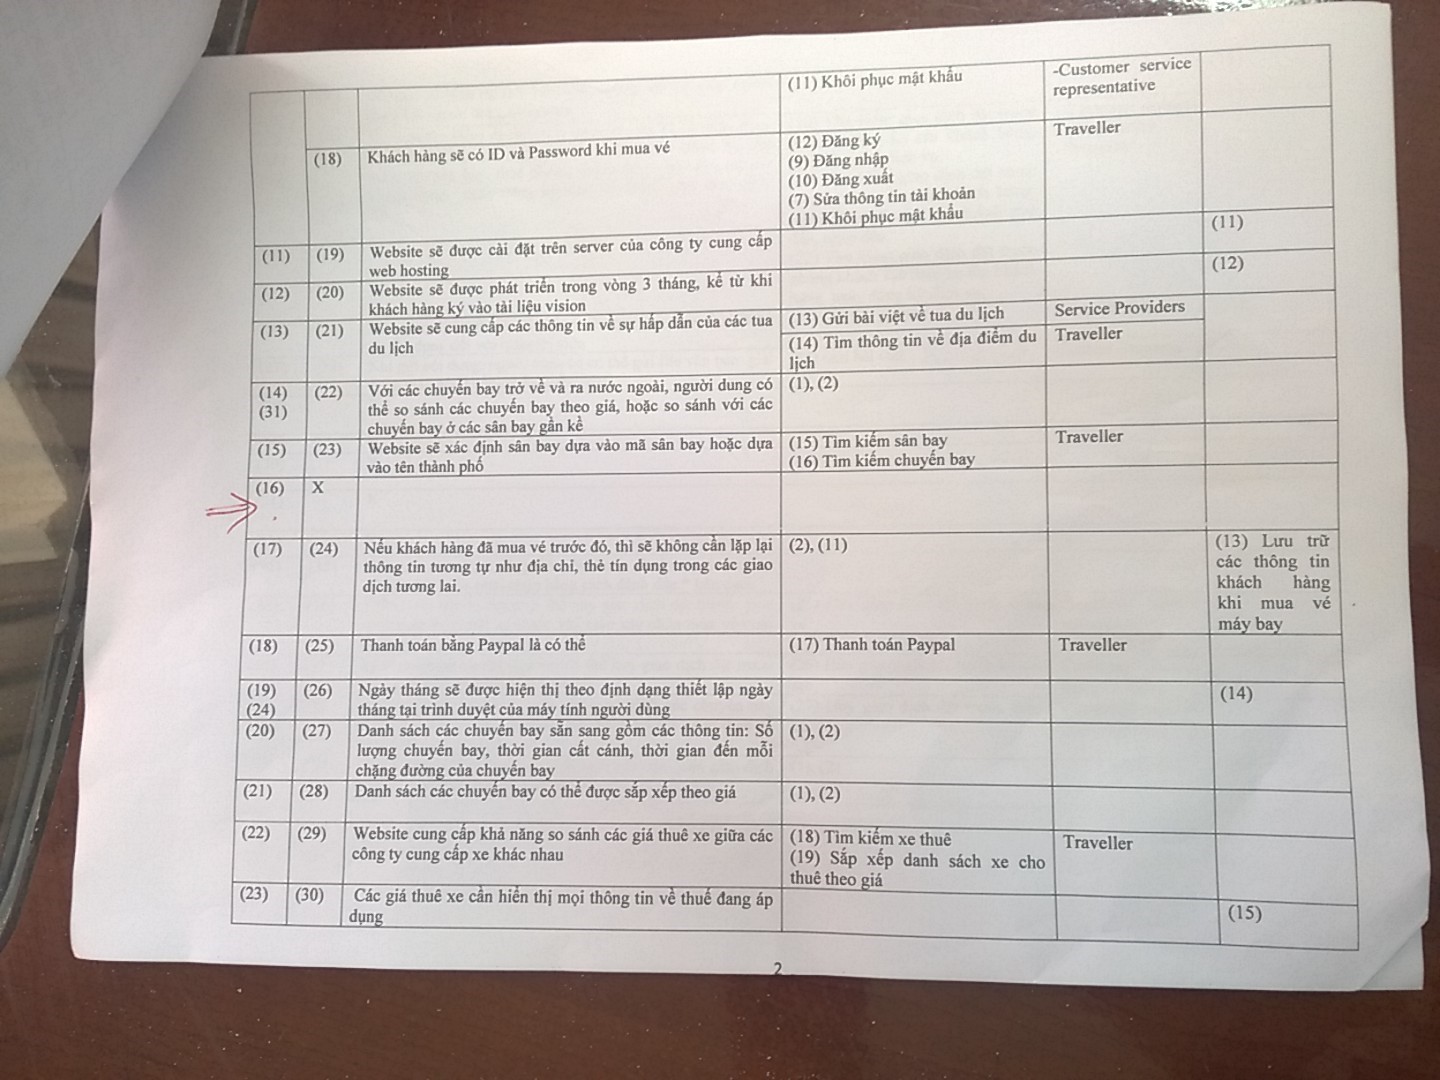 (11) Khôi phục mật khẩu
-Customer service
representative
(18)
Khách hàng sẽ có ID và Password khi mua vé
(12) Đăng ký
(9) Đăng nhập
(10) Đăng xuất
(7) Sửa thông tin tài khoản
(11) Khôi phục mật khẩu
Traveller
(11)
(19)
Website sẽ được cài đặt trên server của công ty cung cấp
web hosting
(11)
(12)
(20)
Website sẽ được phát triển trong vòng 3 tháng, kể từ khi
khách hàng ký vào tài liệu vision
(12)
(13)
(21)
Website sẽ cung cấp các thông tin về sự hấp dẫn của các tua
du lịch
(13) Gửi bài việt về tua du lịch
Service Providers
(14) Tìm thông tin về địa điểm du
lịch
Traveller
(14)
(31)
(22)
Với các chuyến bay trở về và ra nước ngoài, người dung có
thể so sánh các chuyến bay theo giá, hoặc so sánh với các
chuyến bay ở các sân bay gần kề
(1), (2)
(15)
(23)
Website sẽ xác định sân bay dựa vào mã sân bay hoặc dựa
vào tên thành phố
(15) Tìm kiếm sân bay
(16) Tìm kiếm chuyến bay
Traveller
(16)
X
(17)
(24)
Nếu khách hàng đã mua vé trước đó, thì sẽ không cần lặp lại
thông tin tương tự như địa chỉ, thẻ tín dụng trong các giao
dịch tương lai.
(2), (11)
(13) Lưu trữ
các thông tin
khách hàng
khi mua vé
máy bay
(18)
(25)
Thanh toán bằng Paypal là có thể
(17) Thanh toán Paypal
Traveller
(19)
(24)
(26)
Ngày tháng sẽ được hiện thị theo định dạng thiết lập ngày
tháng tại trình duyệt của máy tính người dùng
(14)
(20)
(27)
Danh sách các chuyến bay sẵn sang gồm các thông tin: Số
lượng chuyến bay, thời gian cất cánh, thời gian đến mỗi
chặng đường của chuyến bay
(1), (2)
(21)
(28)
Danh sách các chuyến bay có thể được sắp xếp theo giá
(1), (2)
(22)
(29)
Website cung cấp khả năng so sánh các giá thuê xe giữa các
công ty cung cấp xe khác nhau
(18) Tìm kiếm xe thuê
(19) Sắp xếp danh sách xe cho
thuê theo giá
Traveller
(23)
(30)
Các giá thuê xe cần hiển thị mọi thông tin về thuế đang áp
dụng
(15)
2